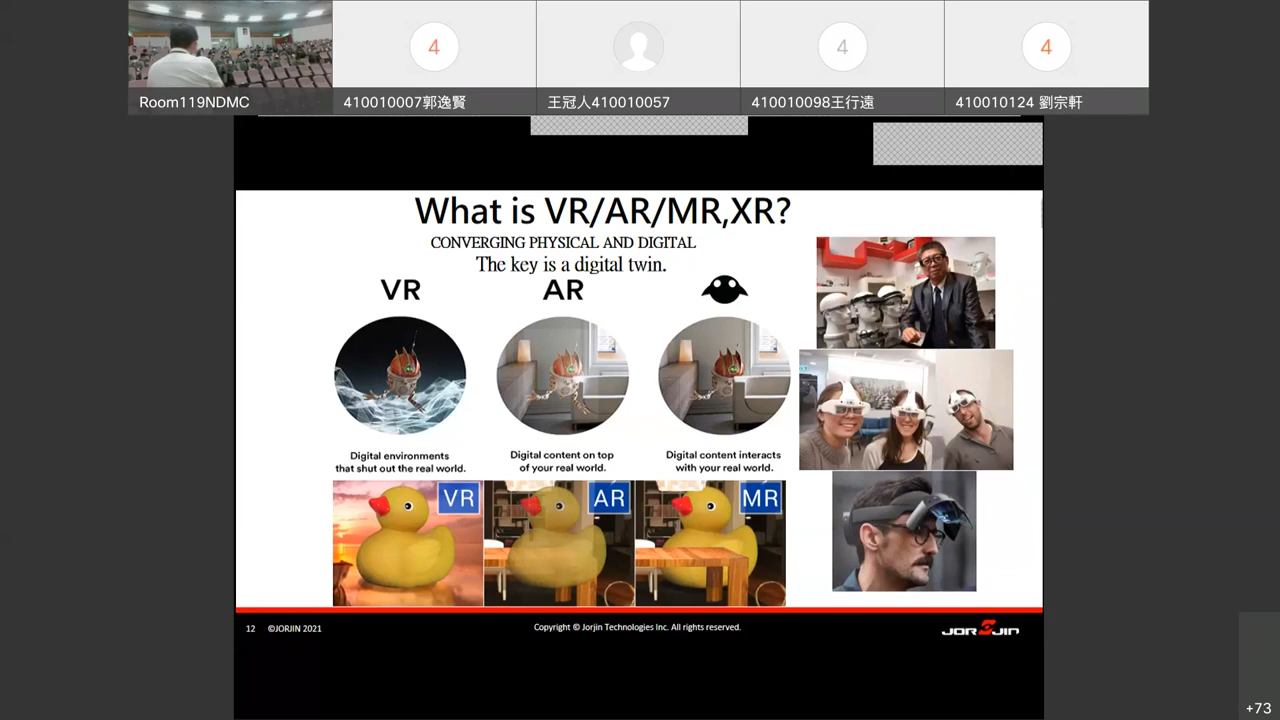 4
4
4
Room119NDMC
410010007郭逸賢
王冠人410010057
410010098王行遠
410010124 劉宗軒
What is VR/AR/MR,XR?
CONVERGING PHYSICAL AND DIGITAL
The key is a digital twin.
VR
AR
Digital environments
that shut out the real world.
Digital content on top
of your real world.
Digital content interacts
with your real world.
VR
AR
MR
12
©JORJIN 2021
Copyright © Jorjin Technologies Inc. All rights reserved.
JORJIN
+73